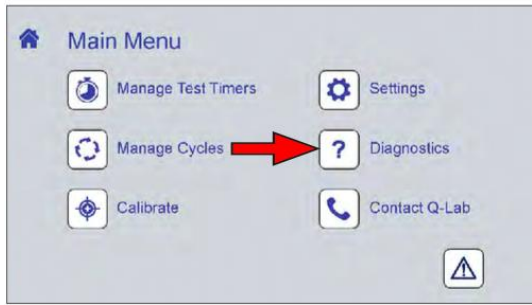 Main Menu
Manage Test Timers
Settings
Manage Cycles
? Diagnostics
Calibrate
Contact Q-Lab